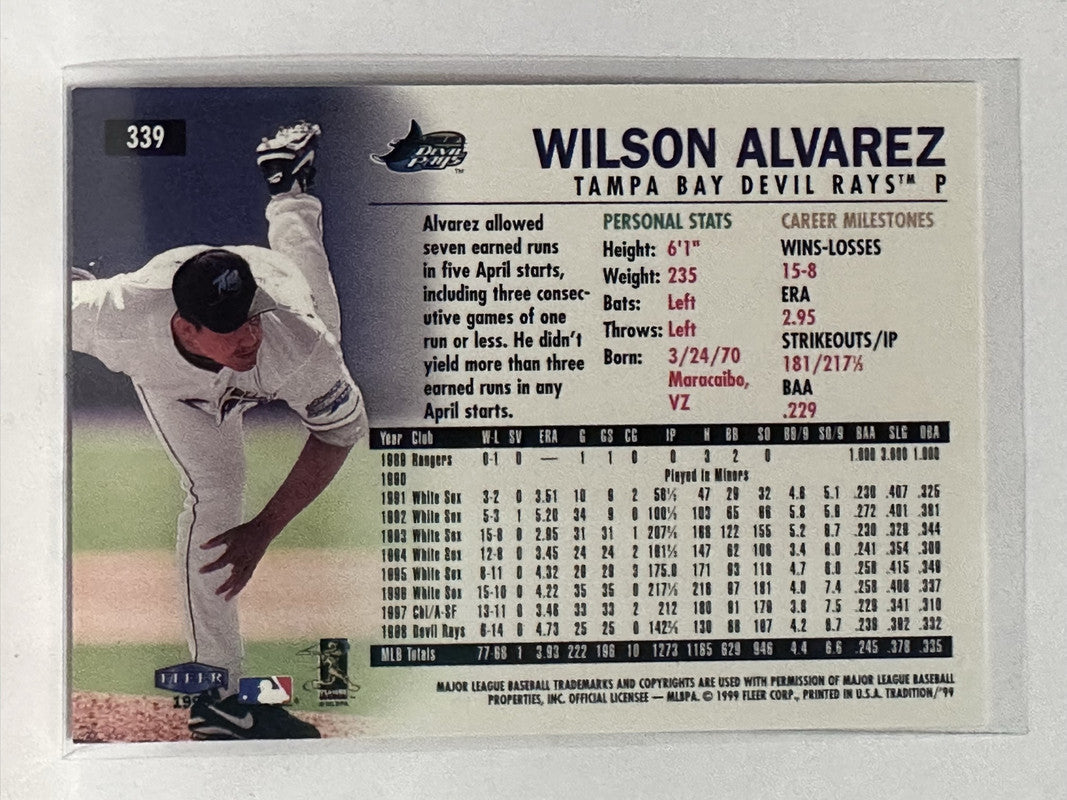 339
Devil Rays™
WILSON ALVAREZ
TAMPA BAY DEVIL RAYS™ P
Alvarez allowed
seven earned runs
in five April starts,
including three consec-
utive games of one
run or less. He didn't
yield more than three
earned runs in any
April starts.
PERSONAL STATS
Height: 6'1"
Weight: 235
Bats: Left
Throws: Left
Born: 3/24/70
Maracaibo,
VZ
CAREER MILESTONES
WINS-LOSSES
15-8
ERA
2.95
STRIKEOUTS/IP
181/217⅓
BAA
.229
Year Club W-L SV ERA G GS CG IP H BB SO BB/9 SO/9 BAA SLG OBA
1989 Rangers 0-1 0 — 1 1 0 0 3 2 0 1.000 3.000 1.000
1990 Played in Minors
1991 White Sox 3-2 0 3.51 10 9 2 56⅓ 47 29 32 4.6 5.1 .230 .407 .325
1992 White Sox 5-3 1 5.20 34 9 0 100⅓ 103 65 66 5.8 5.9 .272 .401
1993 White Sox 15-8 0 2.95 31 31 1 207⅔ 168 122 155 5.2 6.7 .230 .328 .344
1994 White Sox 12-8 0 3.45 24 24 2 161⅔ 147 62 108 3.4 6.0 .241 .354 .309
1995 White Sox 8-11 0 4.32 29 29 3 175.0 171 93 118 4.7 6.0 .258 .415 .349
1996 White Sox 15-10 0 4.22 35 35 0 217⅓ 216 97 181 4.0 7.4 .258 .408 .337
1997 Chi/A-SF 13-11 0 3.48 33 33 2 212 180 91 179 3.8 7.5 .229 .341 .310
1998 Devil Rays 6-14 0 4.73 25 25 0 142⅔ 130 68 107 4.2 6.7 .239 .382 .332
MLB Totals 77-68 1 3.93 222 196 10 1273 1165 629 946 4.4 6.6 .245 .378 .335
FLEER
MAJOR LEAGUE BASEBALL TRADEMARKS AND COPYRIGHTS ARE USED WITH PERMISSION OF MAJOR LEAGUE BASEBALL
PROPERTIES, INC. OFFICIAL LICENSEE — MLBPA. © 1999 FLEER CORP., PRINTED IN U.S.A. TRADITION/'99